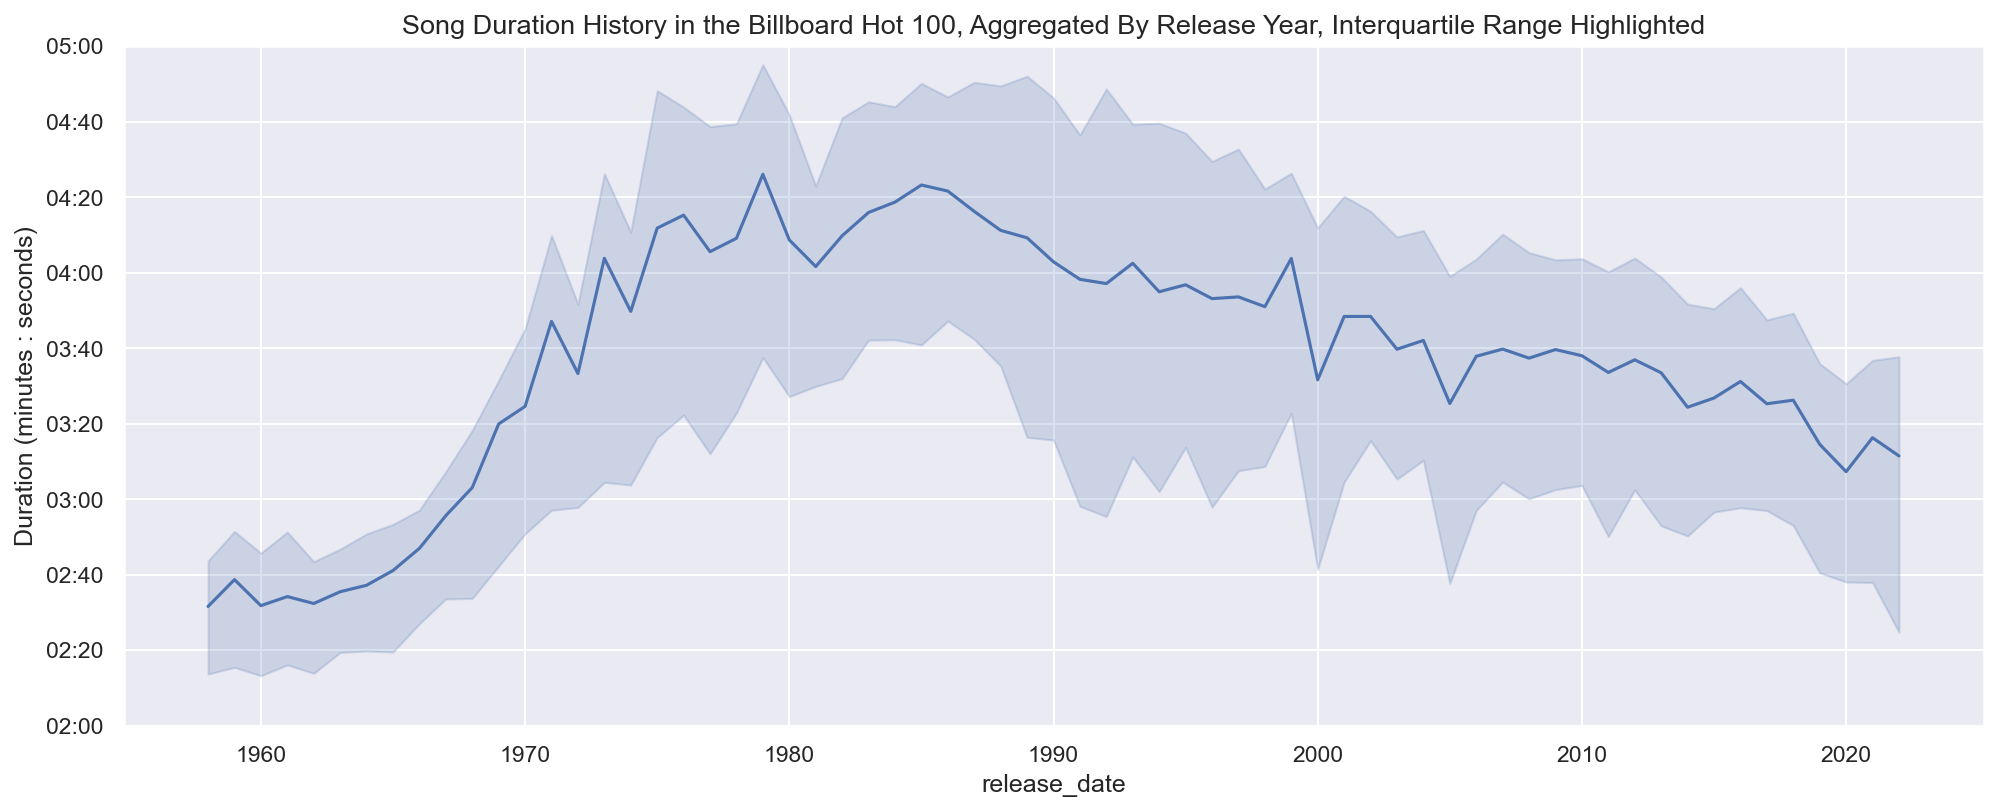 Song Duration History in the Billboard Hot 100, Aggregated By Release Year, Interquartile Range Highlighted
05:00
04:40
04:20
04:00
03:40
03:20
03:00
02:40
02:20
02:00
Duration (minutes : seconds)
1960 1970 1980 1990 2000 2010 2020
release_date